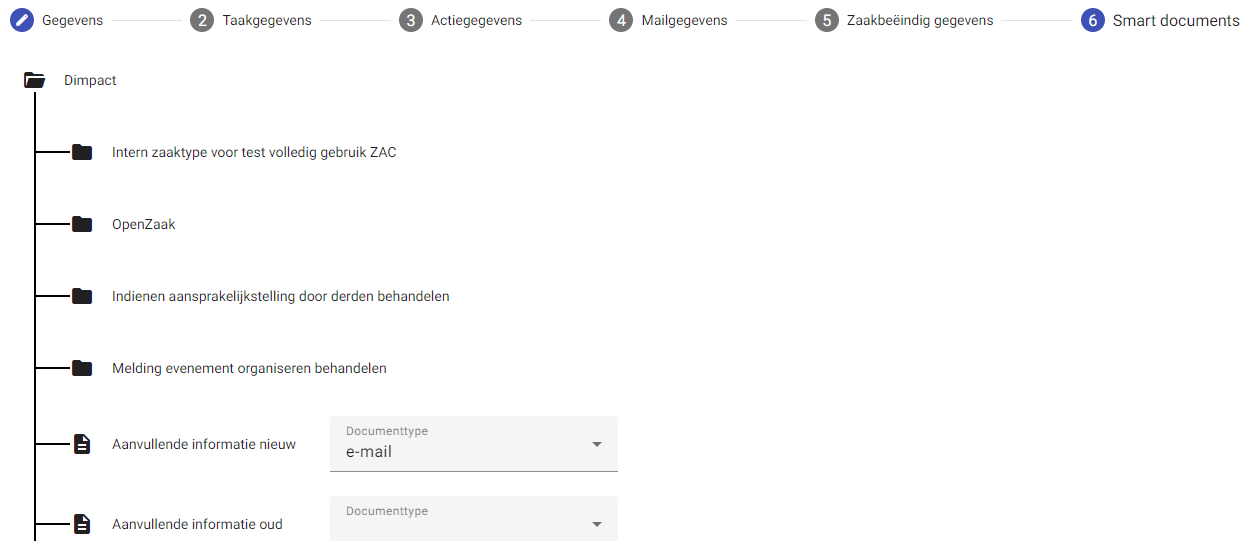 Gegevens 2 Taakgegevens 3 Actiegegevens 4 Mailgegevens 5 Zaakbeëindig gegevens 6 Smart documents
Dimpact
Intern zaaktype voor test volledig gebruik ZAC
OpenZaak
Indienen aansprakelijkstelling door derden behandelen
Melding evenement organiseren behandelen
Aanvullende informatie nieuw
Documenttype
e-mail
Aanvullende informatie oud
Documenttype